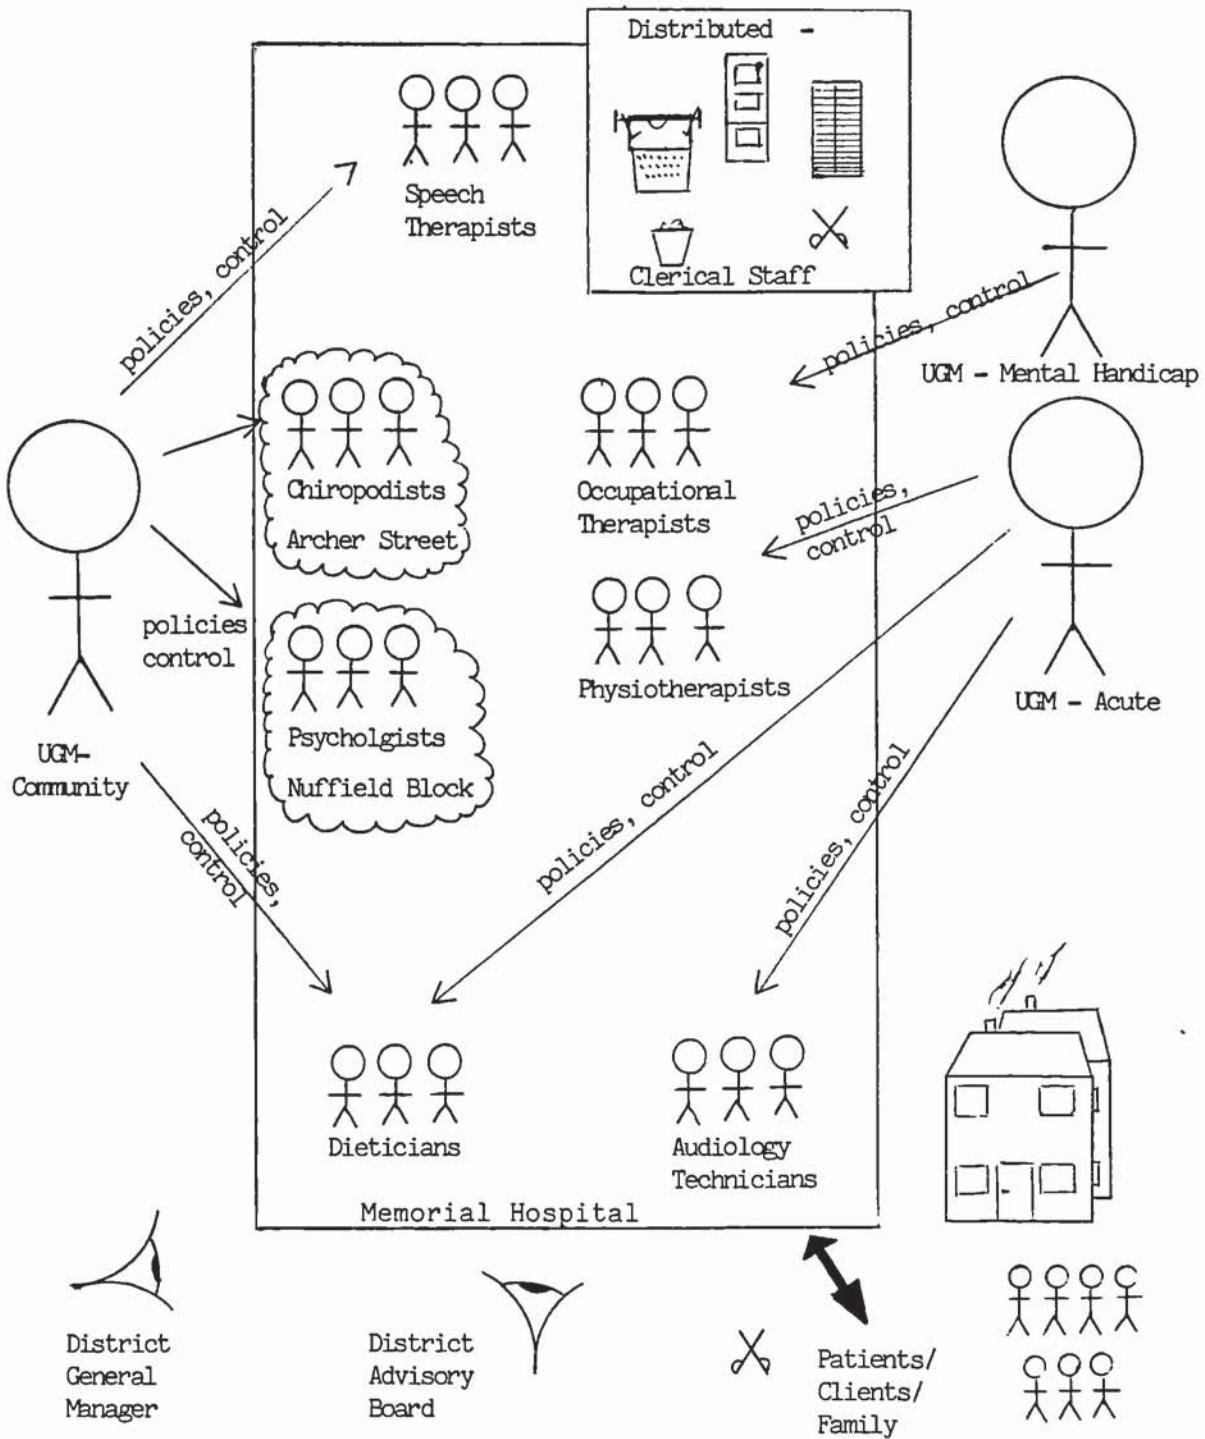 Distributed -
Clerical Staff
Speech
Therapists
policies, control
policies, control
UGM - Mental Handicap
Chiropodists
Archer Street
Occupational
Therapists
policies,
control
policies
control
Physiotherapists
UGM-
Community
Psycholgists
Nuffield Block
UGM - Acute
policies,
control
policies, control
policies, control
Dieticians
Audiology
Technicians
Memorial Hospital
District
General
Manager
District
Advisory
Board
Patients/
Clients/
Family